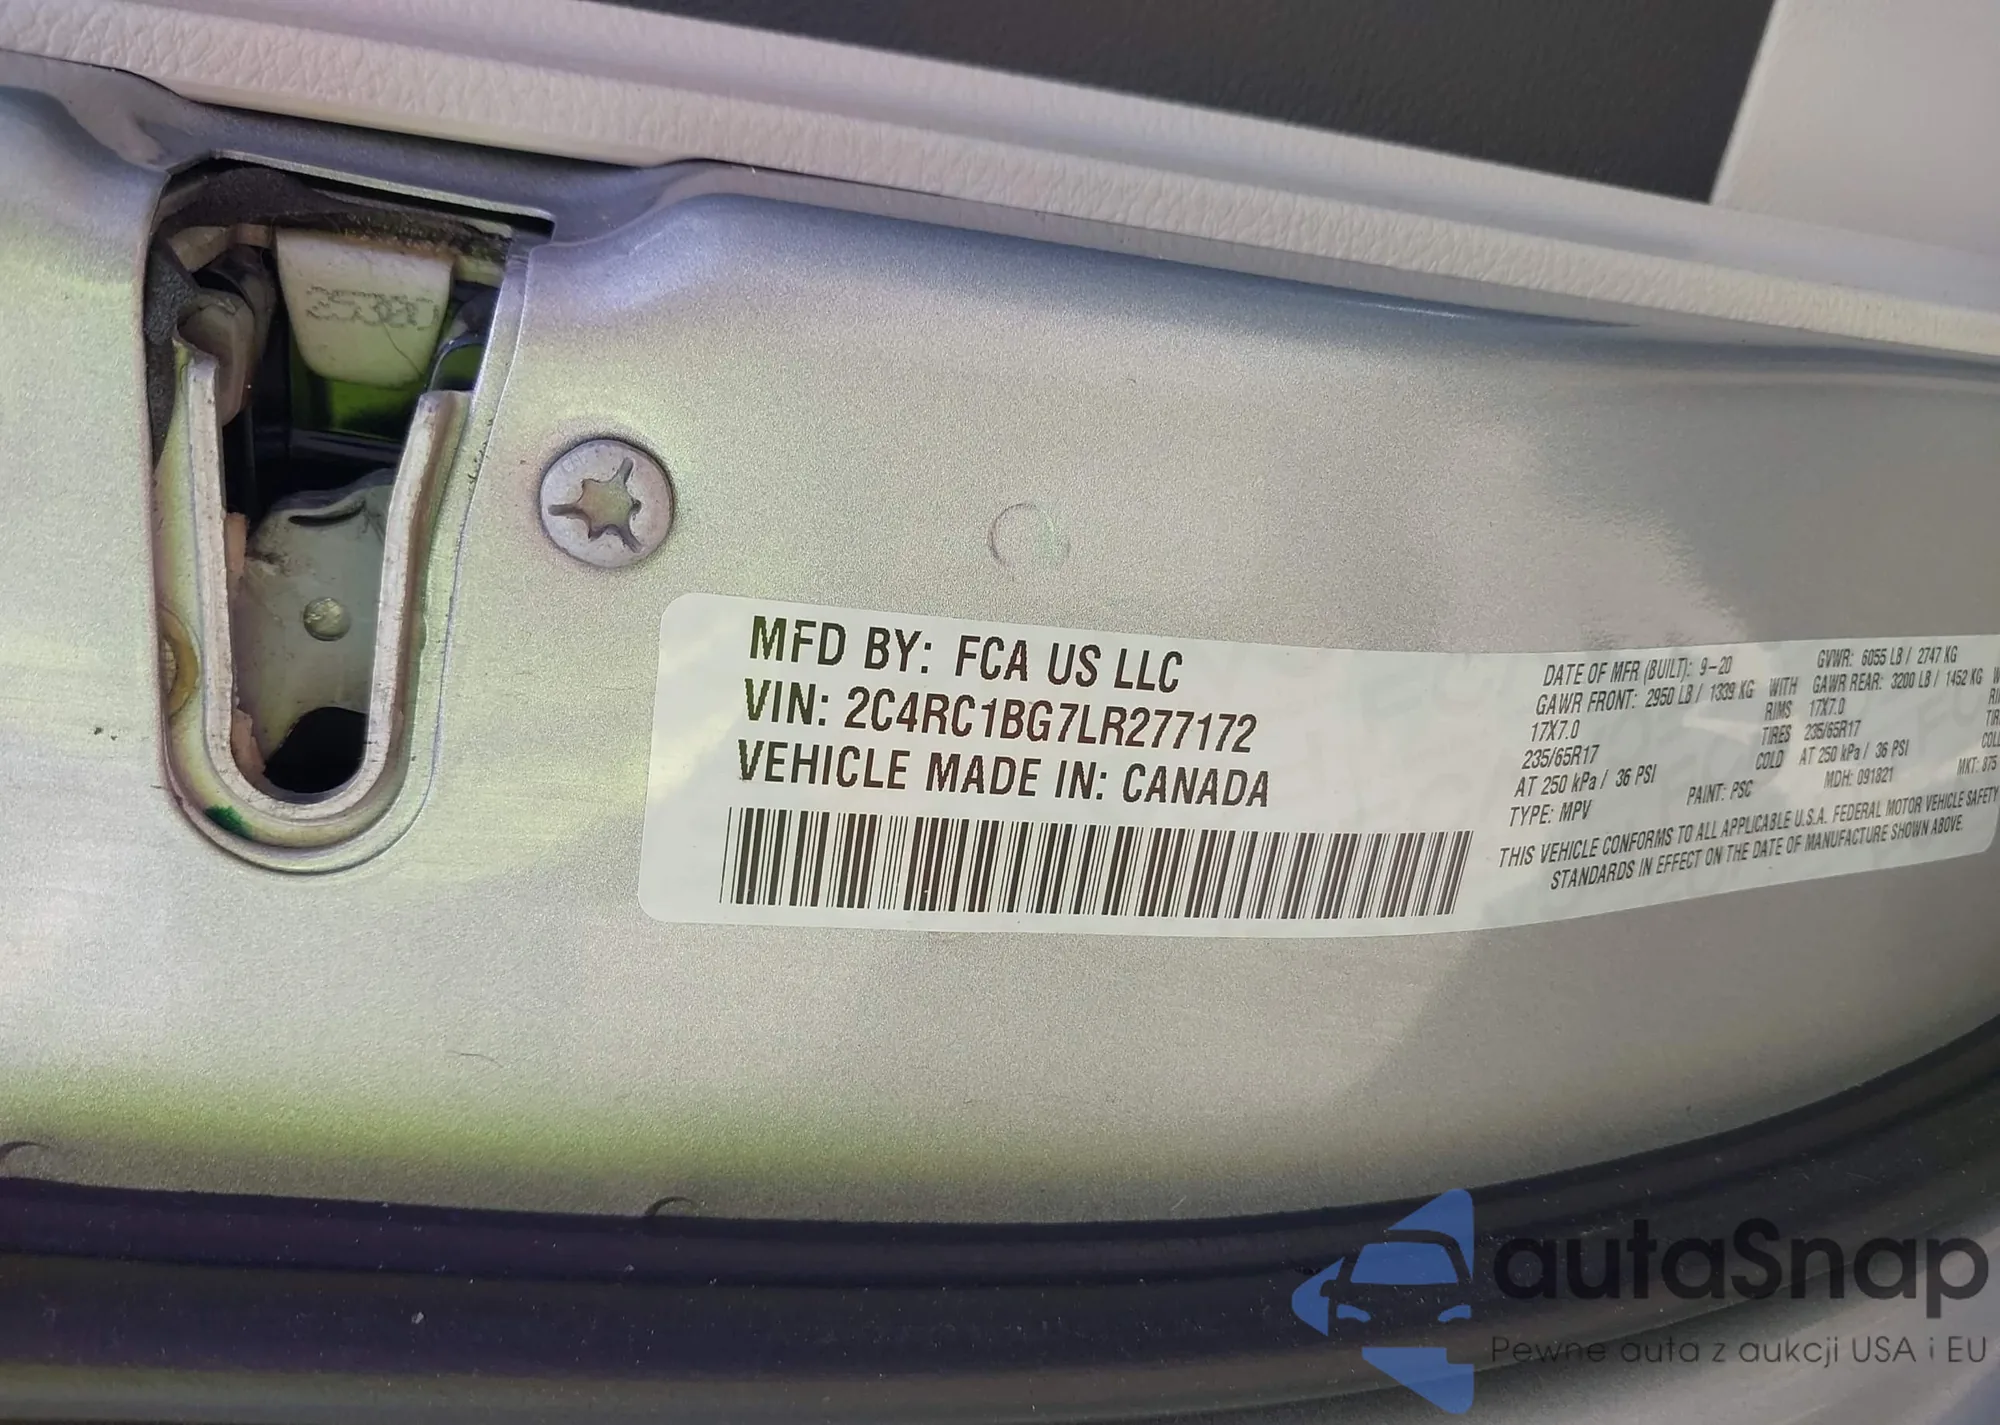 MFD BY: FCA US LLC
VIN: 2C4RC1BG7LR277172
VEHICLE MADE IN: CANADA
DATE OF MFR (BUILT): 9-20 GVWR: 6055 LB / 2747 KG
GAWR FRONT: 2950 LB / 1339 KG WITH GAWR REAR: 3200 LB / 1452 KG
17X7.0 RIMS 17X7.0
235/65R17 TIRES 235/65R17
AT 250 kPa / 36 PSI COLD AT 250 kPa / 36 PSI
TYPE: MPV PAINT: PSC MDH: 091821 MKT: 875
THIS VEHICLE CONFORMS TO ALL APPLICABLE U.S.A. FEDERAL MOTOR VEHICLE SAFETY
STANDARDS IN EFFECT ON THE DATE OF MANUFACTURE SHOWN ABOVE.
autaSnap
Pewne auta z aukcji USA i EU